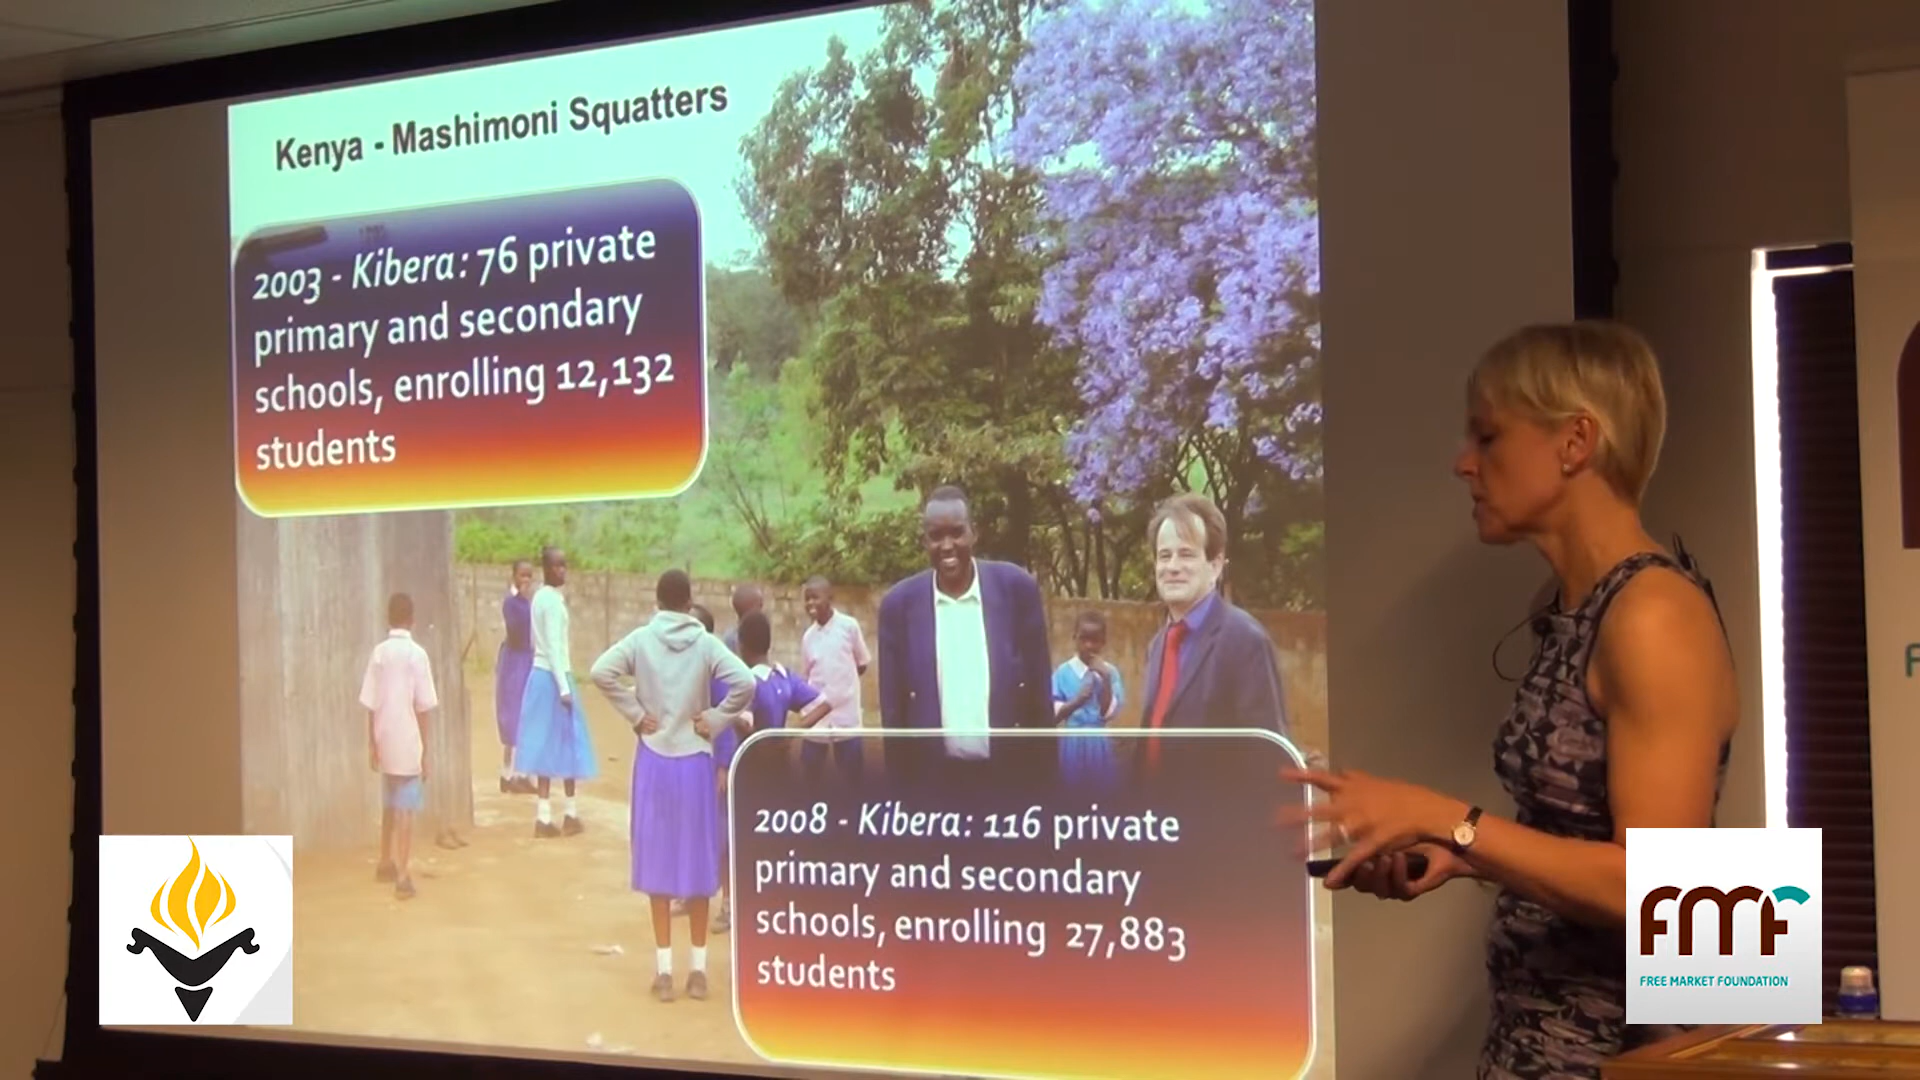 Kenya - Mashimoni Squatters
2003 - Kibera: 76 private
primary and secondary
schools, enrolling 12,132
students
2008 - Kibera: 116 private
primary and secondary
schools, enrolling 27,883
students
FMF
FREE MARKET FOUNDATION
F